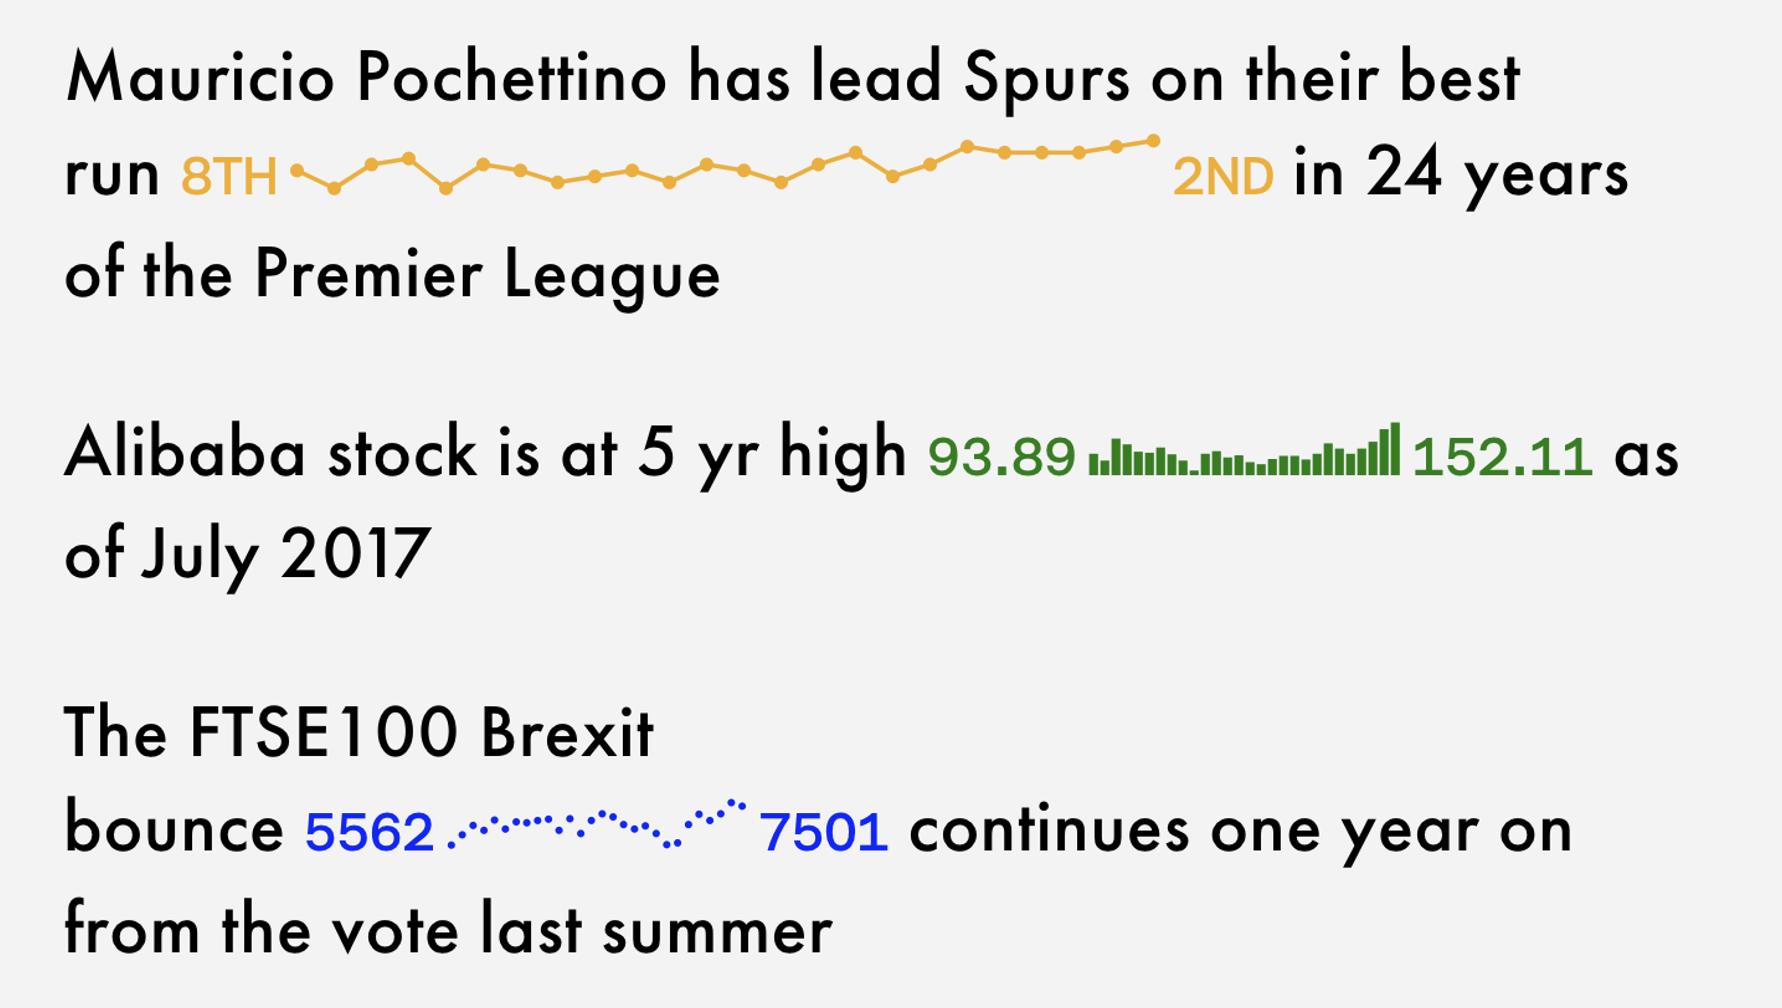 Mauricio Pochettino has lead Spurs on their best
run 8TH 2ND in 24 years
of the Premier League
Alibaba stock is at 5 yr high 93.89 152.11 as
of July 2017
The FTSE100 Brexit
bounce 5562 7501 continues one year on
from the vote last summer